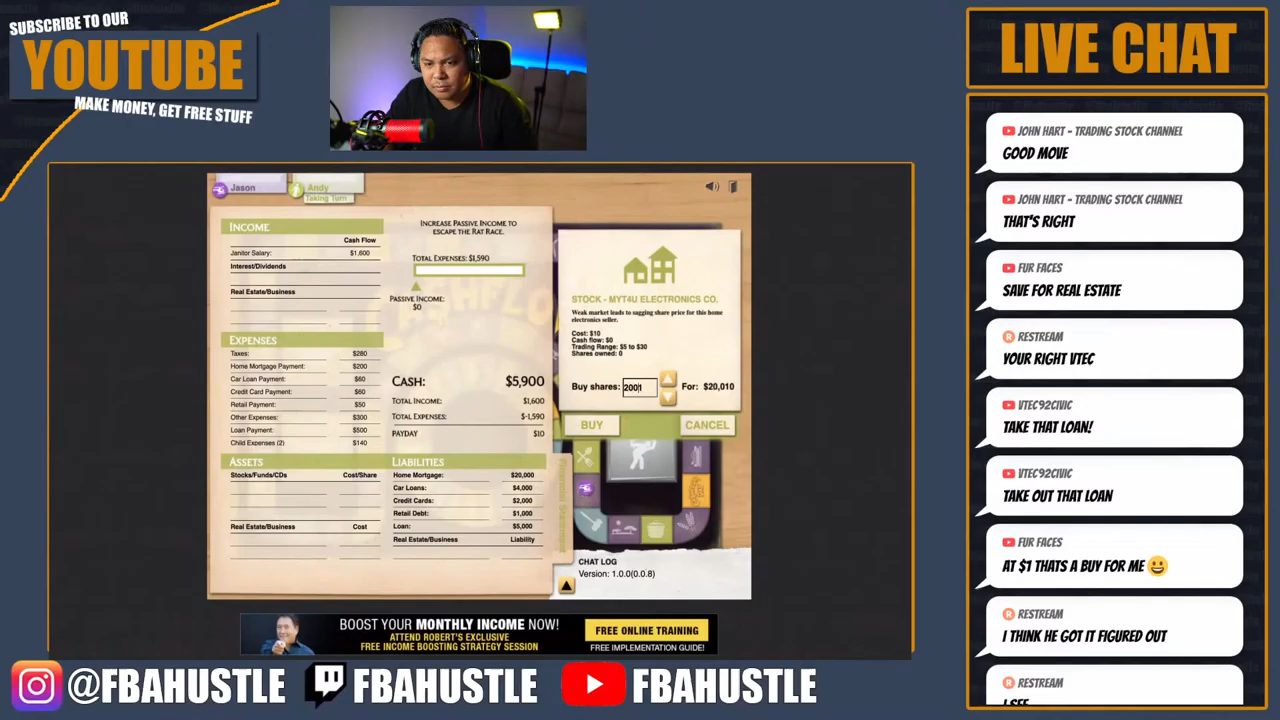 SUBSCRIBE TO OUR
YOUTUBE
MAKE MONEY, GET FREE STUFF
LIVE CHAT
JOHN HART - TRADING STOCK CHANNEL
GOOD MOVE
JOHN HART - TRADING STOCK CHANNEL
THAT'S RIGHT
FUR FACES
SAVE FOR REAL ESTATE
RESTREAM
YOUR RIGHT VTEC
VTEC92CIVIC
TAKE THAT LOAN!
VTEC92CIVIC
TAKE OUT THAT LOAN
FUR FACES
AT $1 THATS A BUY FOR ME 😀
RESTREAM
I THINK HE GOT IT FIGURED OUT
RESTREAM
I SEE
Jason
Andy
Taking Turn
INCOME
Cash Flow
Janitor Salary: $1,600
Interest/Dividends
Real Estate/Business
EXPENSES
Taxes: $280
Home Mortgage Payment: $200
Car Loan Payment: $60
Credit Card Payment: $60
Retail Payment: $50
Other Expenses: $300
Loan Payment: $500
Child Expenses (2) $140
ASSETS
Stocks/Funds/CDs Cost/Share
Real Estate/Business Cost
INCREASE PASSIVE INCOME TO
ESCAPE THE RAT RACE.
TOTAL EXPENSES: $1,590
PASSIVE INCOME:
$0
CASH: $5,900
TOTAL INCOME: $1,600
TOTAL EXPENSES: $-1,590
PAYDAY $10
LIABILITIES
Home Mortgage: $20,000
Car Loans: $4,000
Credit Cards: $2,000
Retail Debt: $1,000
Loan: $5,000
Real Estate/Business Liability
Financial Statement
STOCK - MYT4U ELECTRONICS CO.
Weak market leads to sagging share price for this home
electronics seller.
Cost: $10
Cash flow: $0
Trading Range: $5 to $30
Shares owned: 0
Buy shares: 2001 For: $20,010
BUY CANCEL
CHAT LOG
Version: 1.0.0(0.0.8)
BOOST YOUR MONTHLY INCOME NOW!
ATTEND ROBERT'S EXCLUSIVE
FREE INCOME BOOSTING STRATEGY SESSION
FREE ONLINE TRAINING
FREE IMPLEMENTATION GUIDE!
@FBAHUSTLE FBAHUSTLE FBAHUSTLE